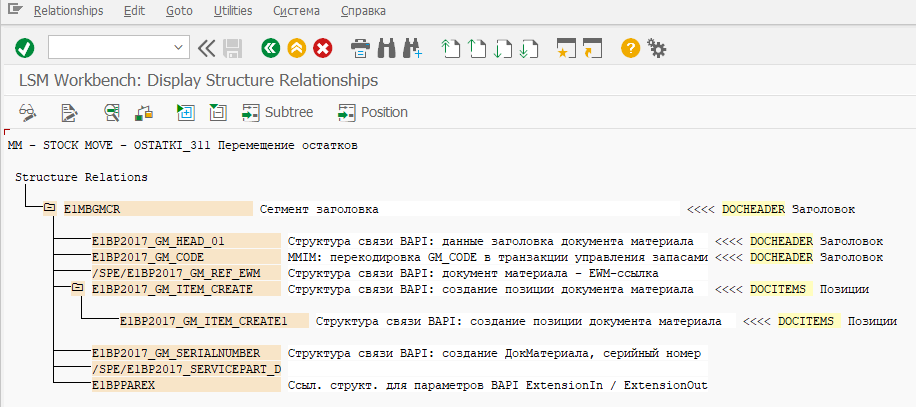 Relationships Edit Goto Utilities Система Справка
LSM Workbench: Display Structure Relationships
Subtree Position
MM - STOCK MOVE - OSTATKI_311 Перемещение остатков
Structure Relations
E1MBGMCR Сегмент заголовка <<<< DOCHEADER Заголовок
E1BP2017_GM_HEAD_01 Структура связи BAPI: данные заголовка документа материала <<<< DOCHEADER Заголовок
E1BP2017_GM_CODE MMIM: перекодировка GM_CODE в транзакции управления запасами <<<< DOCHEADER Заголовок
/SPE/E1BP2017_GM_REF_EWM Структура связи BAPI: документ материала - EWM-ссылка
E1BP2017_GM_ITEM_CREATE Структура связи BAPI: создание позиции документа материала <<<< DOCITEMS Позиции
E1BP2017_GM_ITEM_CREATE1 Структура связи BAPI: создание позиции документа материала <<<< DOCITEMS Позиции
E1BP2017_GM_SERIALNUMBER Структура связи BAPI: создание ДокМатериала, серийный номер
/SPE/E1BP2017_SERVICEPART_D
E1BPPAREX Ссыл. структ. для параметров BAPI ExtensionIn / ExtensionOut